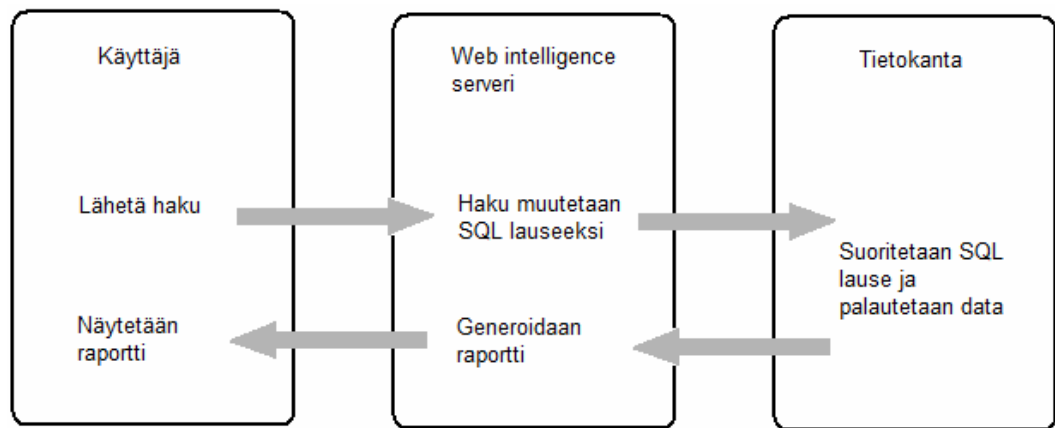 Käyttäjä
Lähetä haku
Näytetään
raportti
Web intelligence
serveri
Haku muutetaan
SQL lauseeksi
Generoidaan
raportti
Tietokanta
Suoritetaan SQL
lause ja
palautetaan data